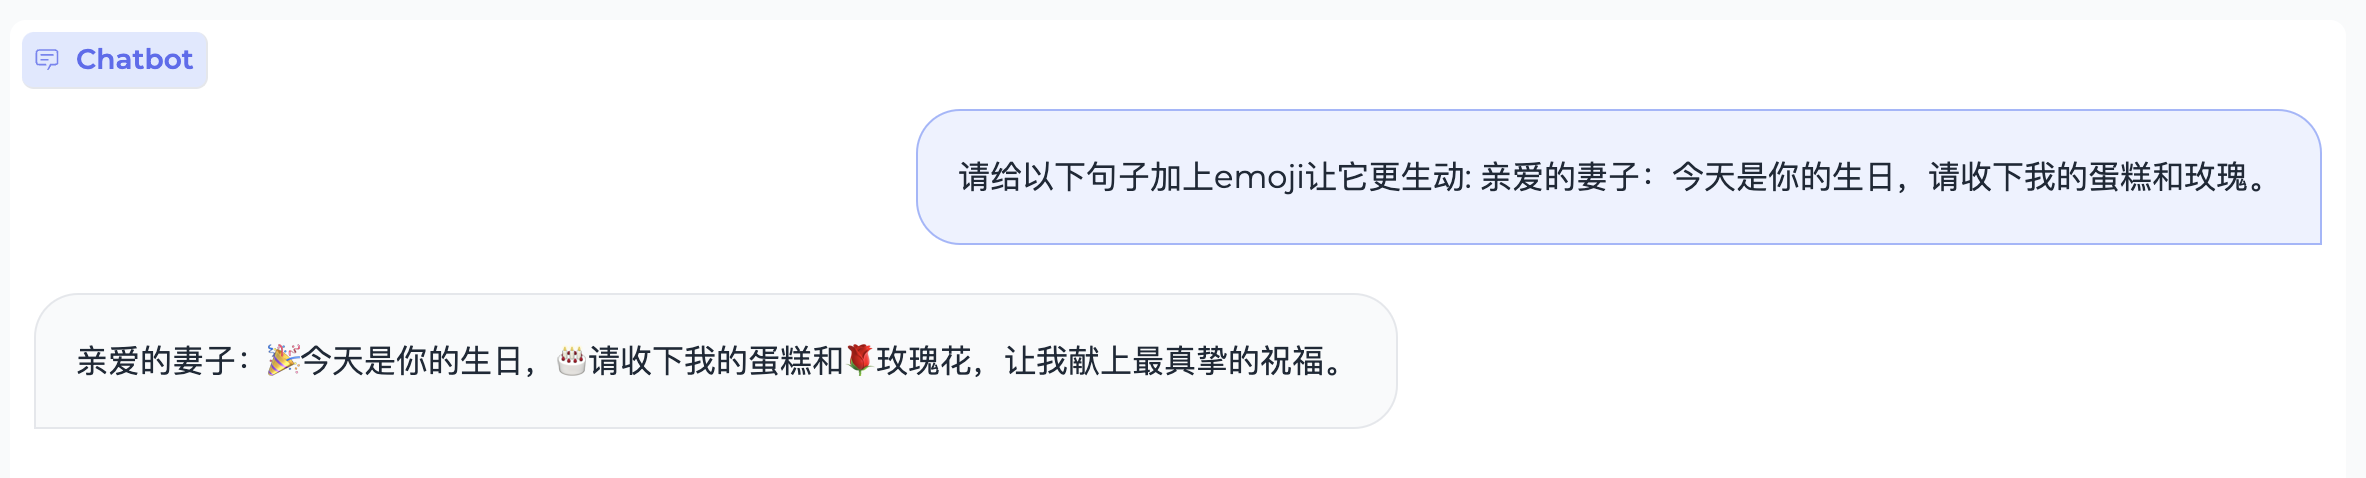 Chatbot
请给以下句子加上emoji让它更生动: 亲爱的妻子：今天是你的生日，请收下我的蛋糕和玫瑰。
亲爱的妻子：🎉今天是你的生日，🎂请收下我的蛋糕和🌹玫瑰花，让我献上最真挚的祝福。